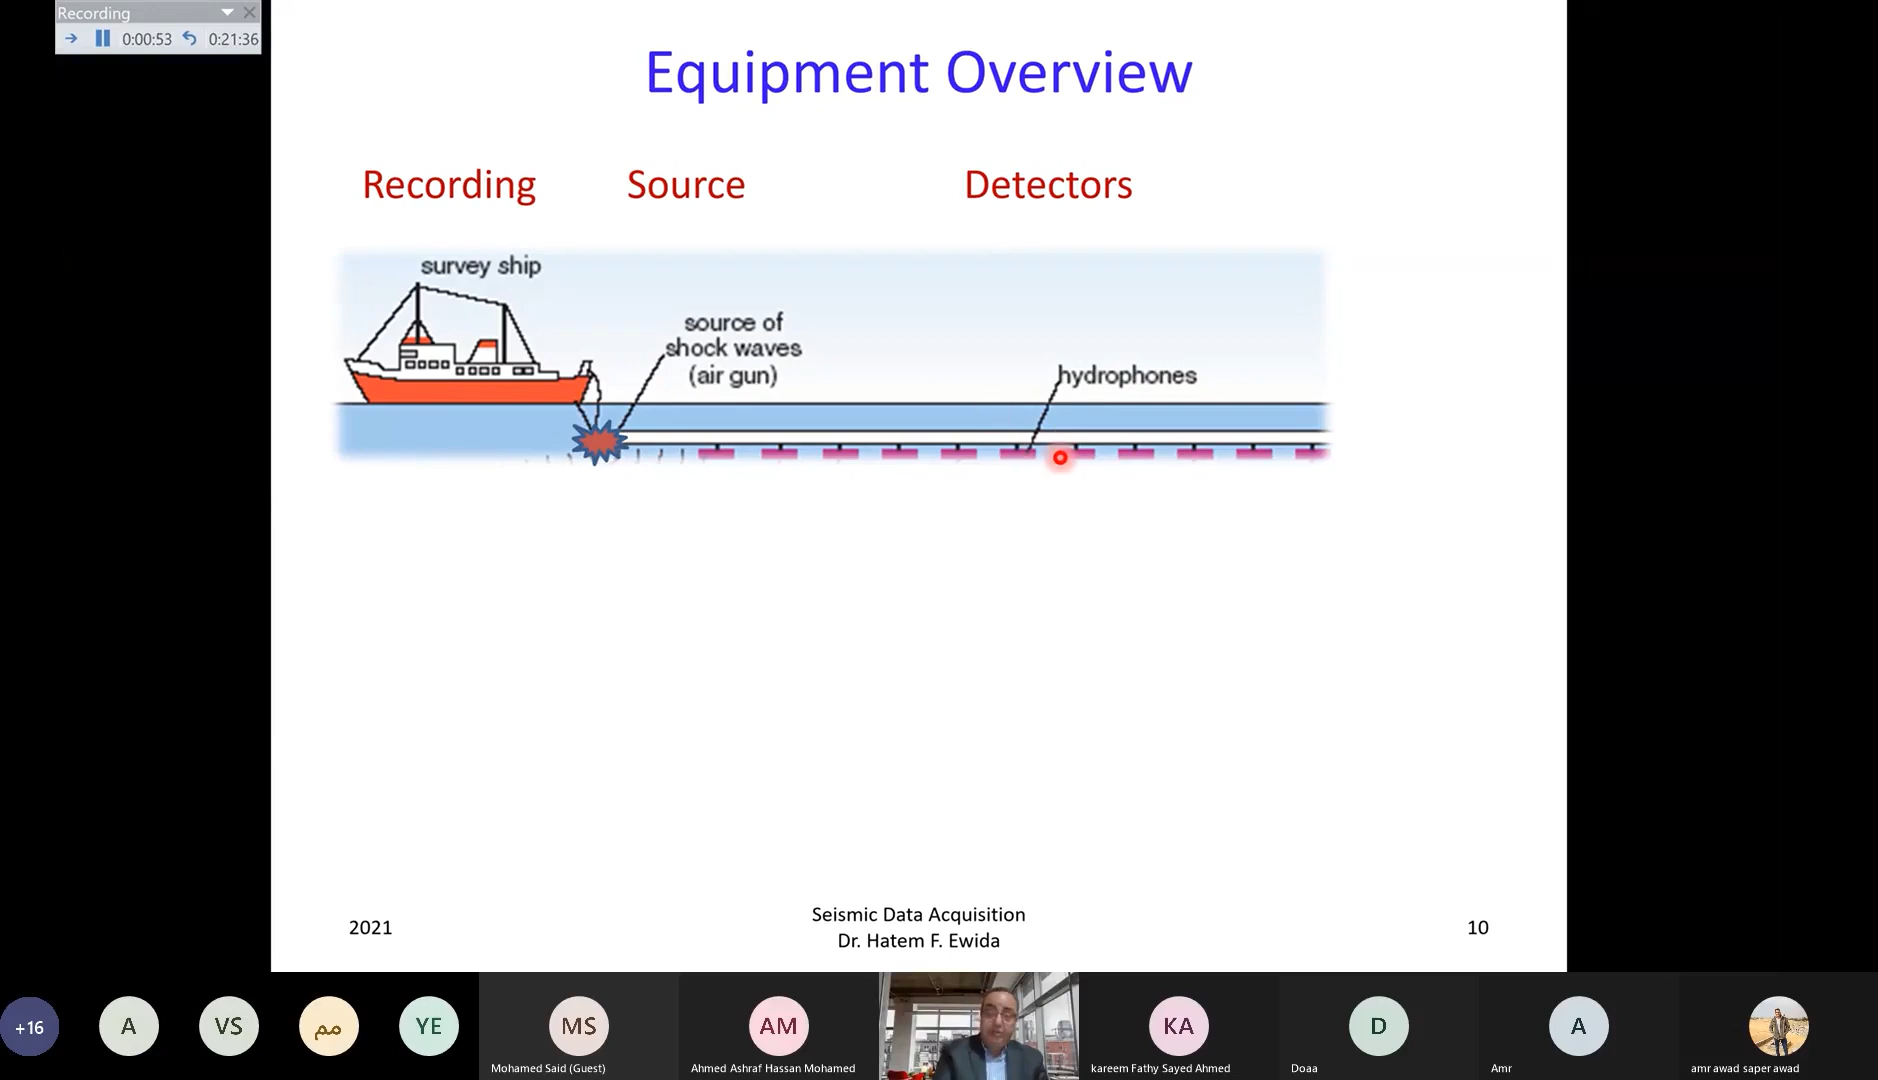 Recording
0:00:53 0:21:36
Equipment Overview
Recording Source Detectors
survey ship
source of
shock waves
(air gun)
hydrophones
2021
Seismic Data Acquisition
Dr. Hatem F. Ewida
10
+16
A
VS
مم
YE
MS
AM
KA
D
A
Mohamed Said (Guest)
Ahmed Ashraf Hassan Mohamed
kareem Fathy Sayed Ahmed
Doaa
Amr
amr awad saper awad